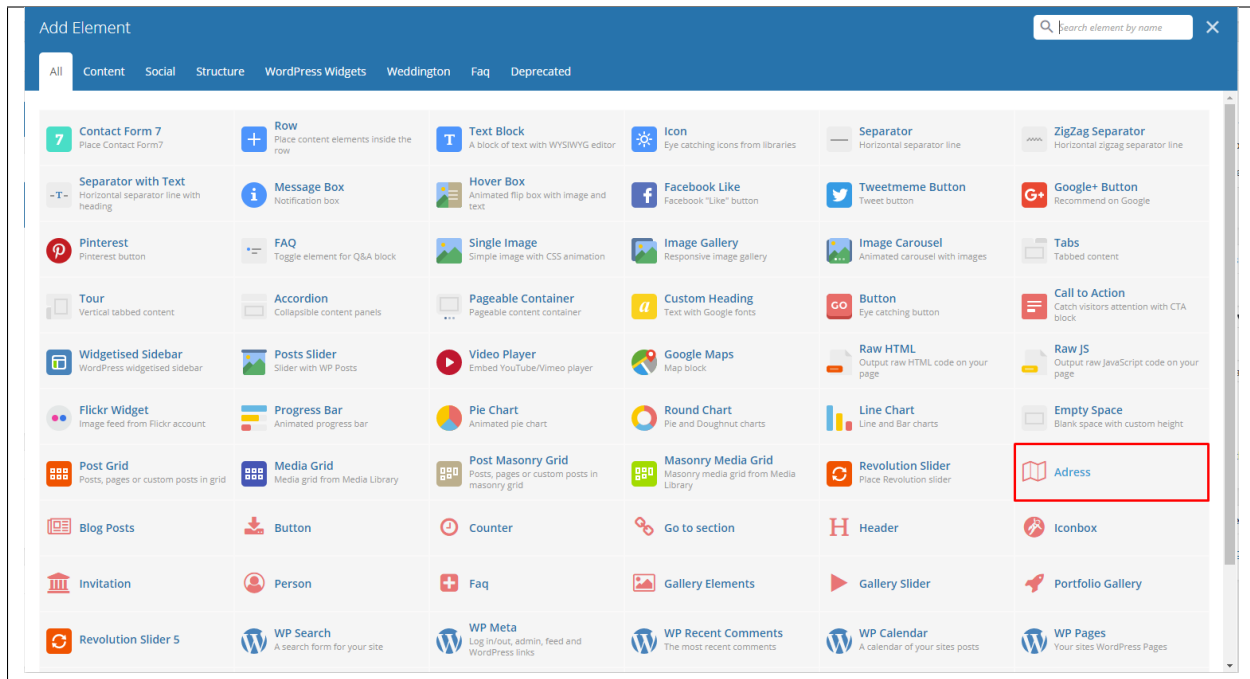 Add Element
Search element by name
All Content Social Structure WordPress Widgets Weddington Faq Deprecated
7
Contact Form 7
Place Contact Form7
Row
Place content elements inside the
row
T
Text Block
A block of text with WYSIWYG editor
Icon
Eye catching icons from libraries
Separator
Horizontal separator line
ZigZag Separator
Horizontal zigzag separator line
-T-
Separator with Text
Horizontal separator line with
heading
i
Message Box
Notification box
Hover Box
Animated flip box with image and
text
f
Facebook Like
Facebook "Like" button
Tweetmeme Button
Tweet button
G+
Google+ Button
Recommend on Google
Pinterest
Pinterest button
FAQ
Toggle element for Q&A block
Single Image
Simple image with CSS animation
Image Gallery
Responsive image gallery
Image Carousel
Animated carousel with images
Tabs
Tabbed content
Tour
Vertical tabbed content
Accordion
Collapsible content panels
Pageable Container
Pageable content container
a
Custom Heading
Text with Google fonts
GO
Button
Eye catching button
Call to Action
Catch visitors attention with CTA
block
Widgetised Sidebar
WordPress widgetised sidebar
Posts Slider
Slider with WP Posts
Video Player
Embed YouTube/Vimeo player
Google Maps
Map block
Raw HTML
Output raw HTML code on your
page
Raw JS
Output raw JavaScript code on your
page
Flickr Widget
Image feed from Flickr account
Progress Bar
Animated progress bar
Pie Chart
Animated pie chart
Round Chart
Pie and Doughnut charts
Line Chart
Line and Bar charts
Empty Space
Blank space with custom height
Post Grid
Posts, pages or custom posts in grid
Media Grid
Media grid from Media Library
Post Masonry Grid
Posts, pages or custom posts in
masonry grid
Masonry Media Grid
Masonry media grid from Media
Library
Revolution Slider
Place Revolution slider
Adress
Blog Posts
Button
Counter
Go to section
H
Header
Iconbox
Invitation
Person
Faq
Gallery Elements
Gallery Slider
Portfolio Gallery
Revolution Slider 5
WP Search
A search form for your site
WP Meta
Log in/out, admin, feed and
WordPress links
WP Recent Comments
The most recent comments
WP Calendar
A calendar of your sites posts
WP Pages
Your sites WordPress Pages